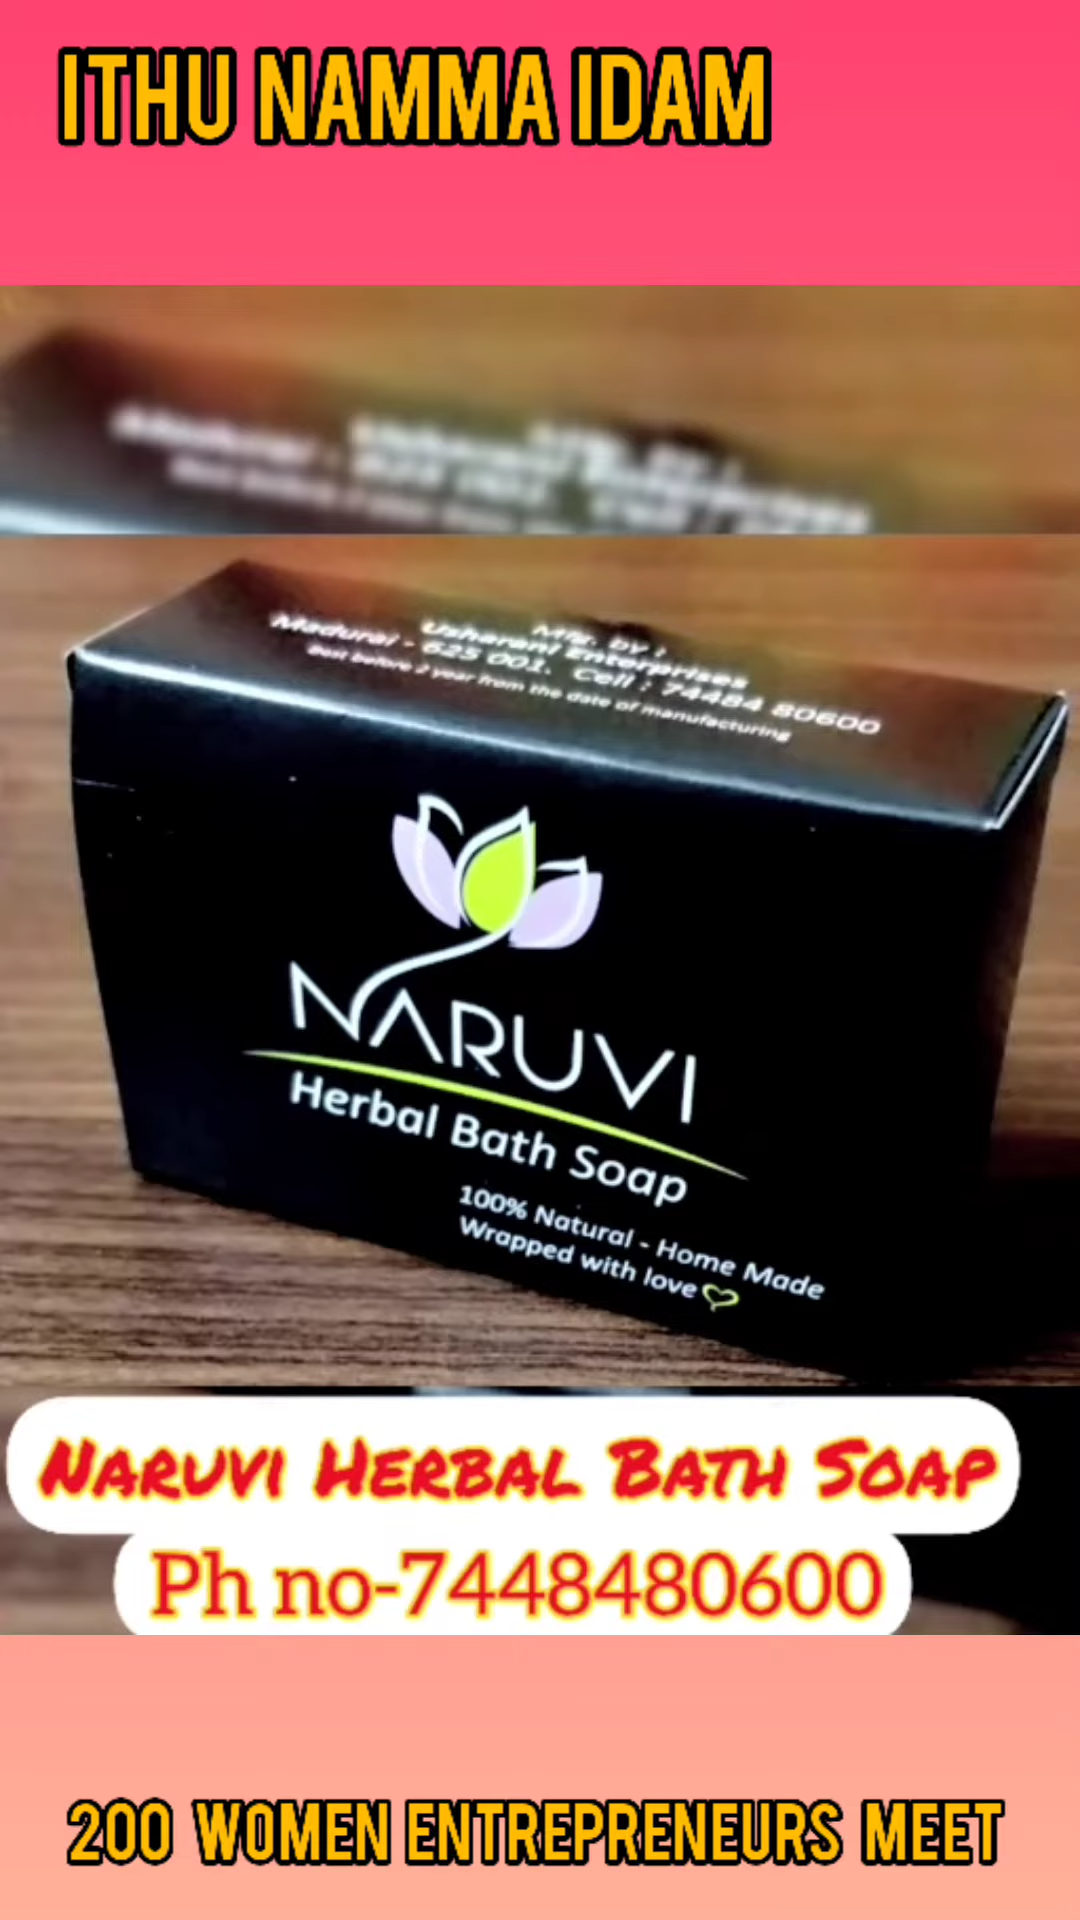 ITHU NAMMA IDAM
Mfg. by :
Usharani Enterprises
Madurai - 625 001. Cell : 74484 80600
Best before 2 year from the date of manufacturing
NARUVI
Herbal Bath Soap
100% Natural - Home Made
Wrapped with love
NARUVI HERBAL BATH SOAP
Ph no-7448480600
200 WOMEN ENTREPRENEURS MEET